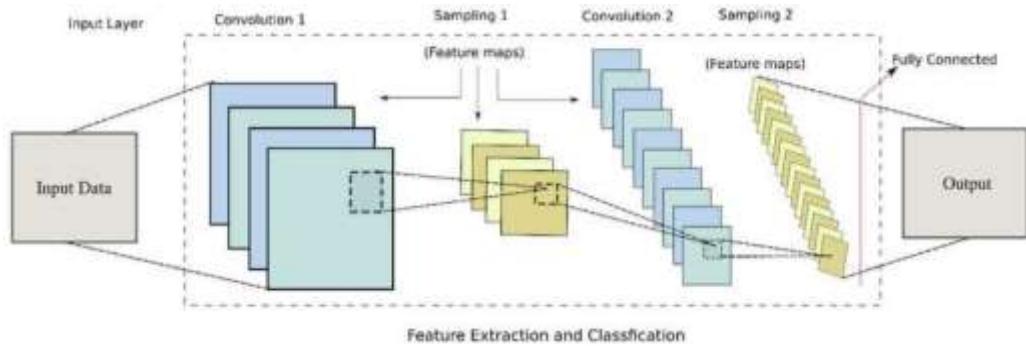 Input Layer
Convolution 1
Sampling 1
Convolution 2
Sampling 2
(Feature maps)
(Feature maps)
Fully Connected
Input Data
Output
Feature Extraction and Classfication